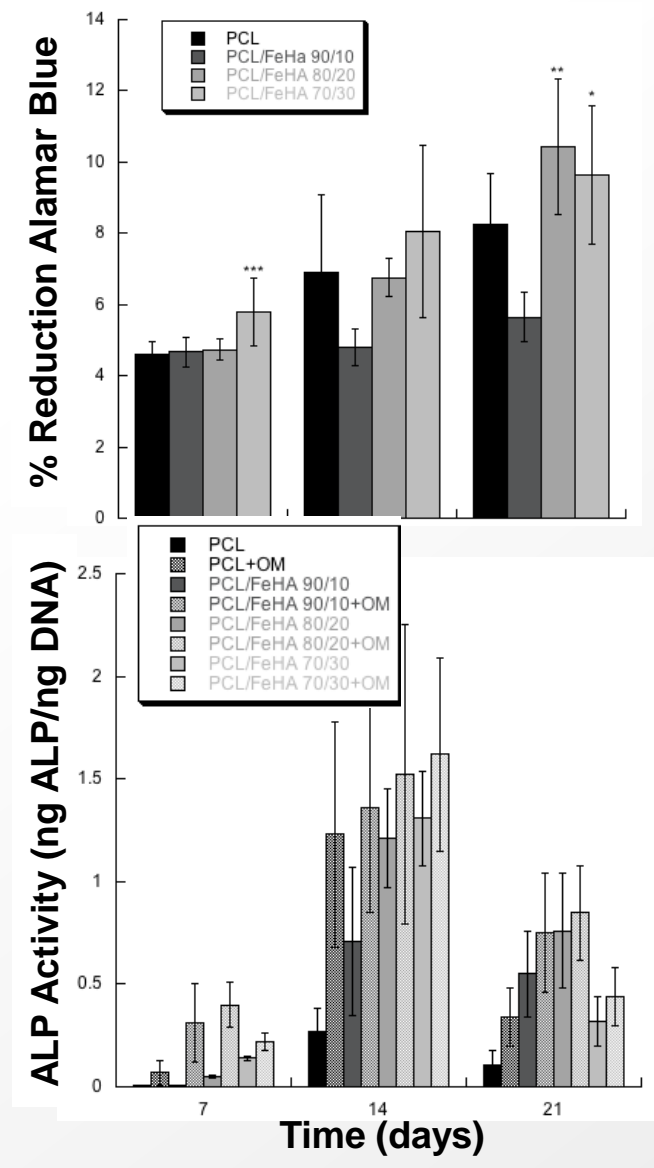 % Reduction Alamar Blue
14
12
10
8
6
4
2
0
PCL
PCL/FeHa 90/10
PCL/FeHA 80/20
PCL/FeHA 70/30
***
**
*
ALP Activity (ng ALP/ng DNA)
2.5
2
1.5
1
0.5
0
PCL
PCL+OM
PCL/FeHA 90/10
PCL/FeHA 90/10+OM
PCL/FeHA 80/20
PCL/FeHA 80/20+OM
PCL/FeHA 70/30
PCL/FeHA 70/30+OM
7
14
21
Time (days)